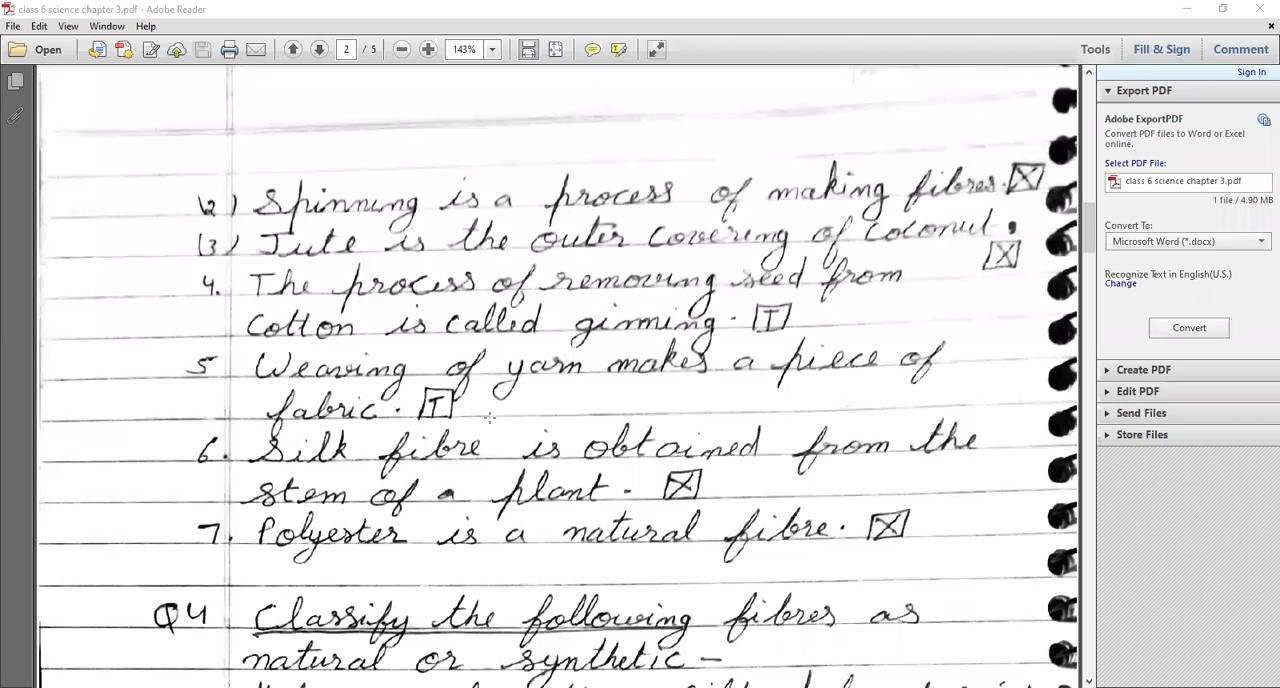 class 6 science chapter 3.pdf - Adobe Reader
File Edit View Window Help
Open 2 / 5 143% Tools Fill & Sign Comment
Sign In
Export PDF
Adobe ExportPDF
Convert PDF files to Word or Excel
online.
Select PDF File:
class 6 science chapter 3.pdf
1 file / 4.90 MB
Convert To:
Microsoft Word (*.docx)
Recognize Text in English(U.S.)
Change
Convert
Create PDF
Edit PDF
Send Files
Store Files
(2) Spinning is a process of making fibres. X
(3) Jute is the outer covering of coconut. X
4. The process of removing seed from
cotton is called ginning. T
5 Weaving of yarn makes a piece of
fabric. T
6. Silk fibre is obtained from the
stem of a plant. X
7. Polyester is a natural fibre. X
Q4 Classify the following fibres as
natural or synthetic -